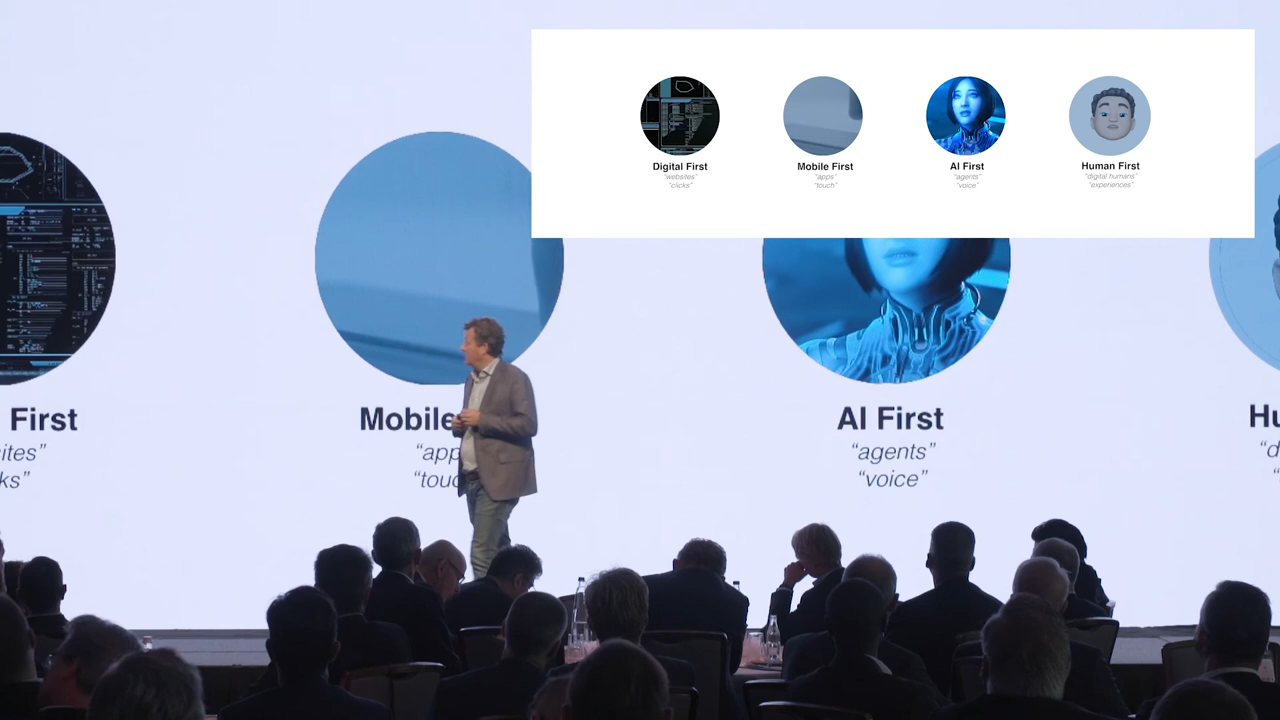 Digital First
"websites"
"clicks"
Mobile First
"apps"
"touch"
AI First
"agents"
"voice"
Human First
"digital humans"
"experiences"
First
ites”
ks”
Mobile
“app
“touc
AI First
“agents”
“voice”
Hu
“d